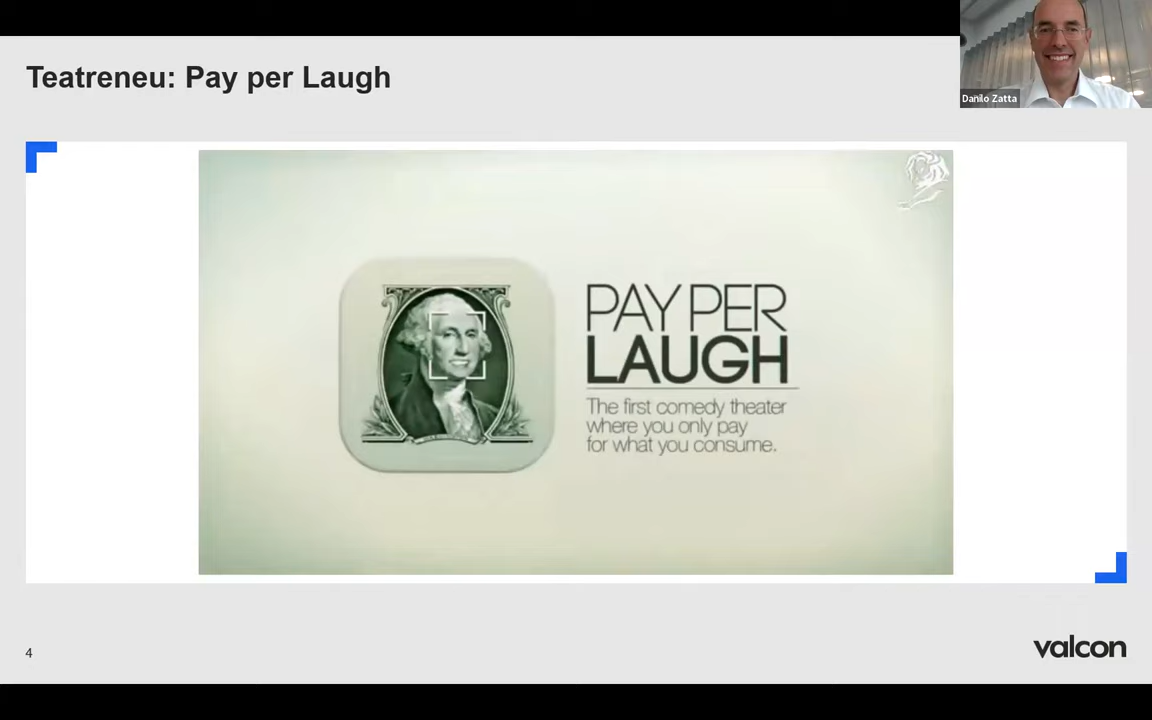 Teatreneu: Pay per Laugh
Danilo Zatta
PAY PER
LAUGH
The first comedy theater
where you only pay
for what you consume.
4
valcon